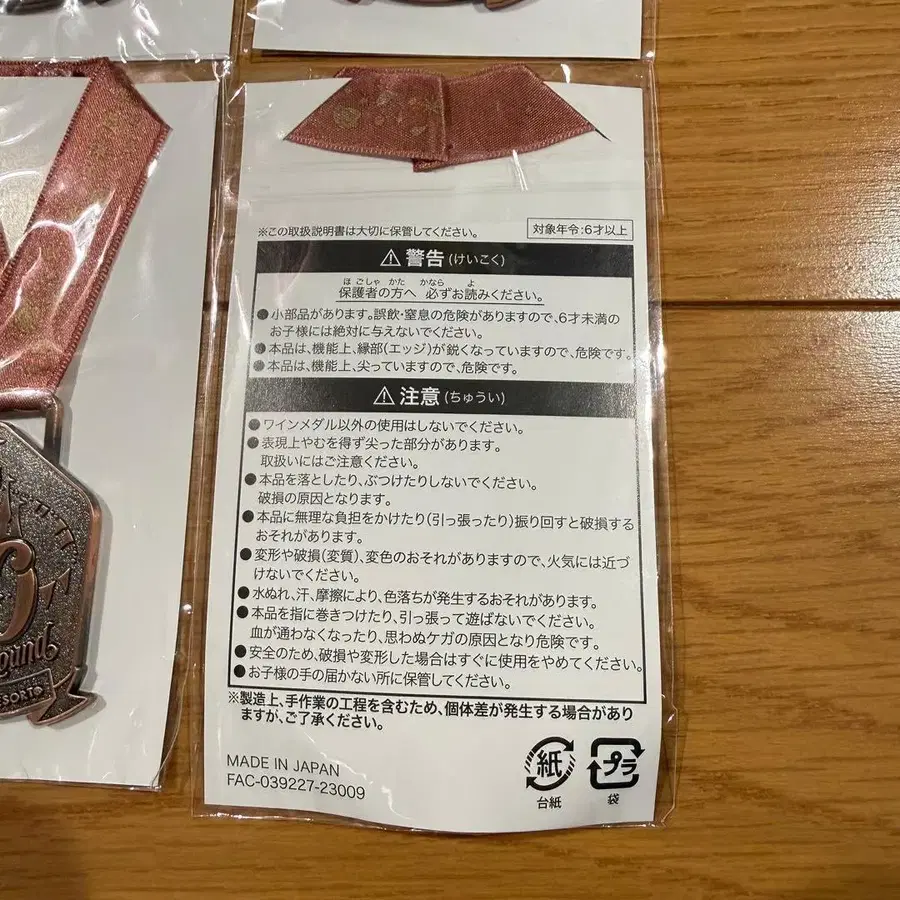 ※この取扱説明書は大切に保管してください。
対象年令:6才以上
警告(けいこく)
ほごしゃ かた かなら よ
保護者の方へ 必ずお読みください。
●小部品があります。誤飲・窒息の危険がありますので、6才未満の
お子様には絶対に与えないでください。
●本品は、機能上、縁部(エッジ)が鋭くなっていますので、危険です。
●本品は、機能上、尖っていますので、危険です。
注意(ちゅうい)
●ワインメダル以外の使用はしないでください。
●表現上やむを得ず尖った部分があります。
取扱いにはご注意ください。
●本品を落としたり、ぶつけたりしないでください。
破損の原因となります。
●本品に無理な負担をかけたり(引っ張ったり)振り回すと破損する
おそれがあります。
●変形や破損(変質)、変色のおそれがありますので、火気には近づ
けないでください。
●水ぬれ、汗、摩擦により、色落ちが発生するおそれがあります。
●本品を指に巻きつけたり、引っ張って遊ばないでください。
血が通わなくなったり、思わぬケガの原因となり危険です。
●安全のため、破損や変形した場合はすぐに使用をやめてください。
●お子様の手の届かない所に保管してください。
※製造上、手作業の工程を含むため、個体差が発生する場合があり
ますが、ご了承ください。
MADE IN JAPAN
FAC-039227-23009
紙
台紙
プラ
袋